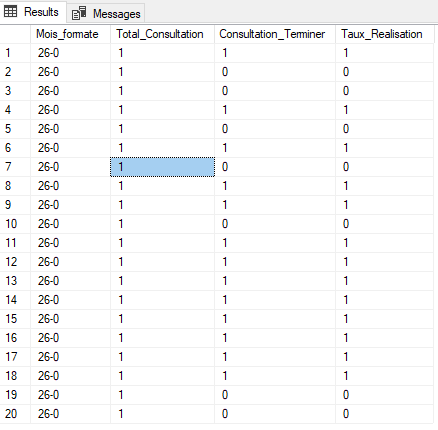 Results Messages
Mois_formate Total_Consultation Consultation_Terminer Taux_Realisation
1 26-0 1 1 1
2 26-0 1 0 0
3 26-0 1 0 0
4 26-0 1 1 1
5 26-0 1 0 0
6 26-0 1 1 1
7 26-0 1 0 0
8 26-0 1 1 1
9 26-0 1 1 1
10 26-0 1 0 0
11 26-0 1 1 1
12 26-0 1 1 1
13 26-0 1 1 1
14 26-0 1 1 1
15 26-0 1 1 1
16 26-0 1 1 1
17 26-0 1 1 1
18 26-0 1 1 1
19 26-0 1 0 0
20 26-0 1 0 0